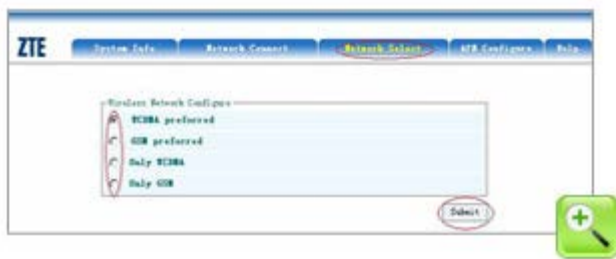 ZTE
System Info Network Connect Network Select APN Configure Help
Wireless Network Configure
WCDMA preferred
GSM preferred
Only WCDMA
Only GSM
Submit